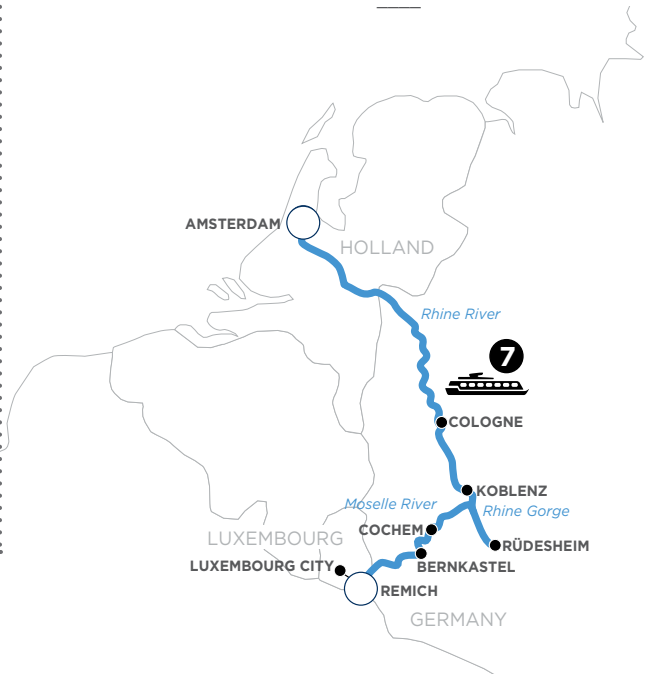 AMSTERDAM
HOLLAND
Rhine River
7
COLOGNE
KOBLENZ
Moselle River
Rhine Gorge
COCHEM
LUXEMBOURG
RÜDESHEIM
LUXEMBOURG CITY
BERNKASTEL
REMICH
GERMANY